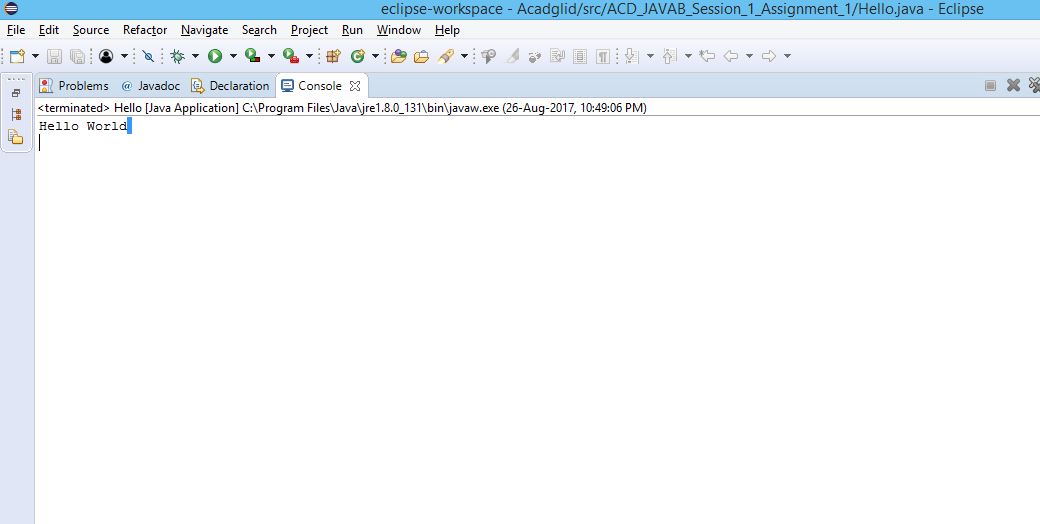 eclipse-workspace - Acadglid/src/ACD_JAVAB_Session_1_Assignment_1/Hello.java - Eclipse
File Edit Source Refactor Navigate Search Project Run Window Help
Problems @ Javadoc Declaration Console
<terminated> Hello [Java Application] C:\Program Files\Java\jre1.8.0_131\bin\javaw.exe (26-Aug-2017, 10:49:06 PM)
Hello World